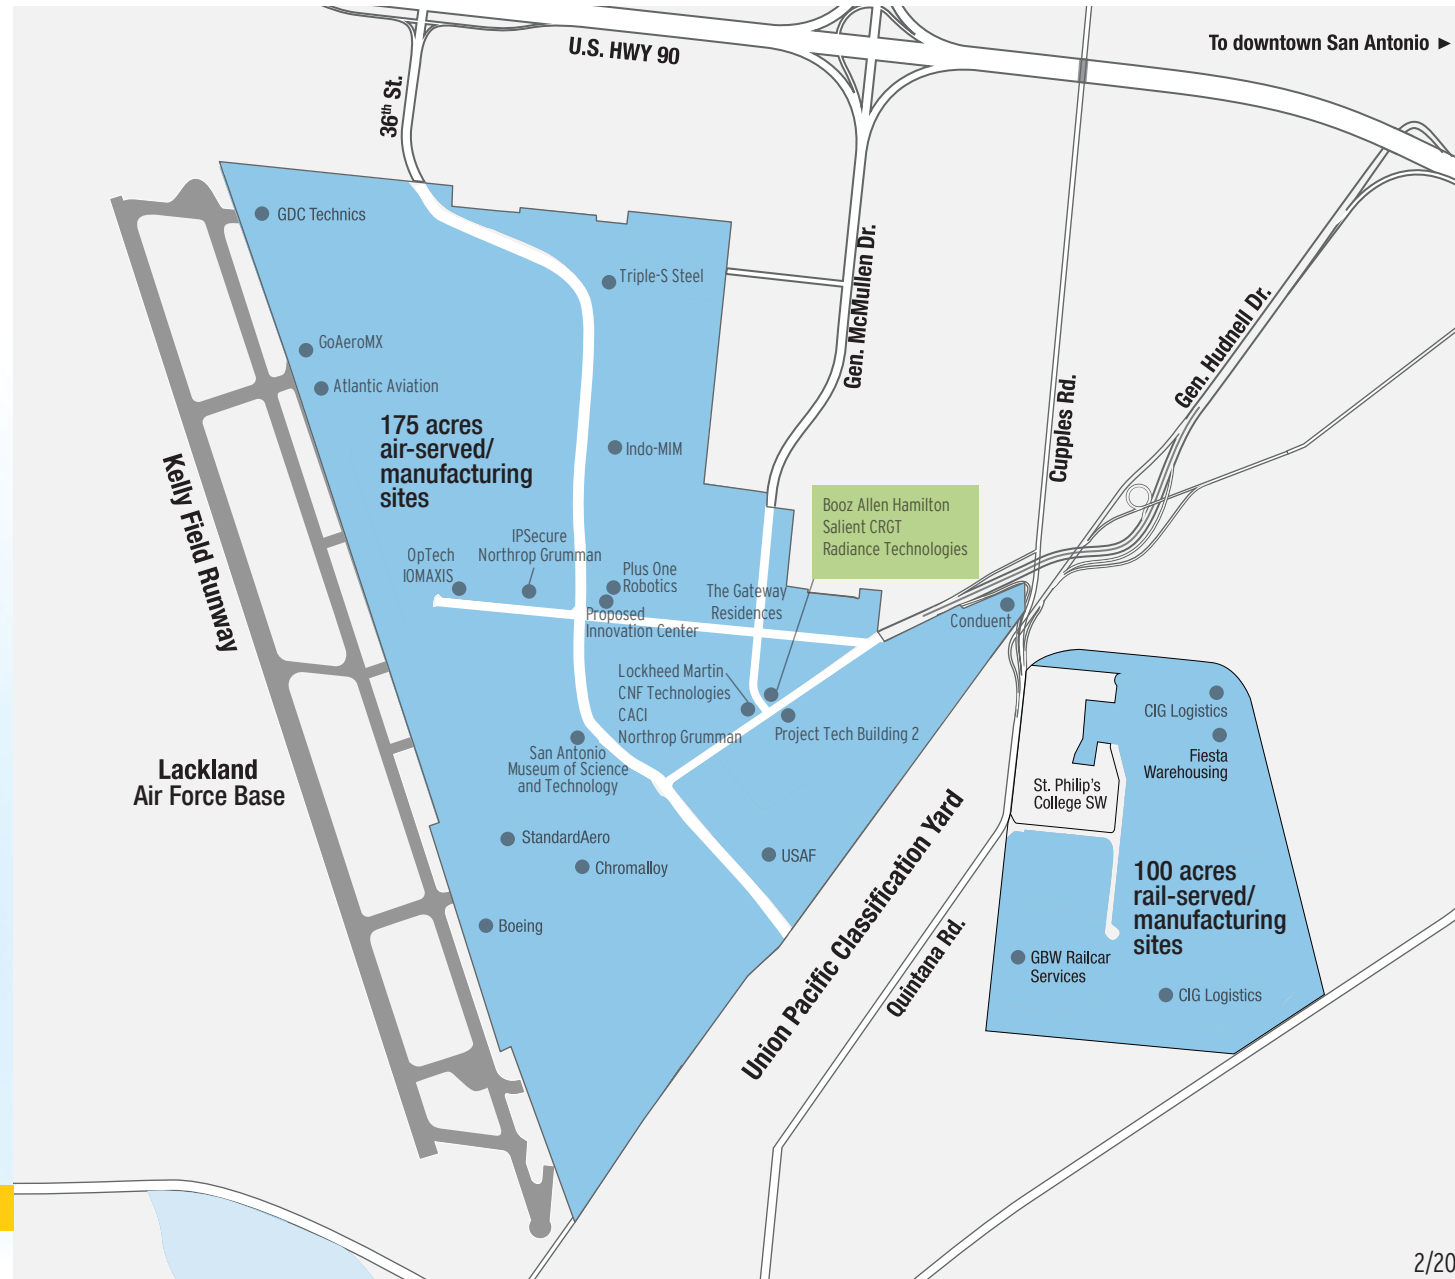 U.S. HWY 90
To downtown San Antonio ►
36th St.
GDC Technics
Triple-S Steel
Gen. McMullen Dr.
Gen. Hudnell Dr.
Cupples Rd.
GoAeroMX
Atlantic Aviation
175 acres
air-served/
manufacturing
sites
Indo-MIM
Kelly Field Runway
Booz Allen Hamilton
Salient CRGT
Radiance Technologies
OpTech
IOMAXIS
IPSecure
Northrop Grumman
Plus One
Robotics
Proposed
Innovation Center
The Gateway
Residences
Conduent
Lockheed Martin
CNF Technologies
CACI
Northrop Grumman
Project Tech Building 2
San Antonio
Museum of Science
and Technology
CIG Logistics
Fiesta
Warehousing
St. Philip's
College SW
Lackland
Air Force Base
StandardAero
Chromalloy
USAF
Boeing
Union Pacific Classification Yard
Quintana Rd.
100 acres
rail-served/
manufacturing
sites
GBW Railcar
Services
CIG Logistics
2/20